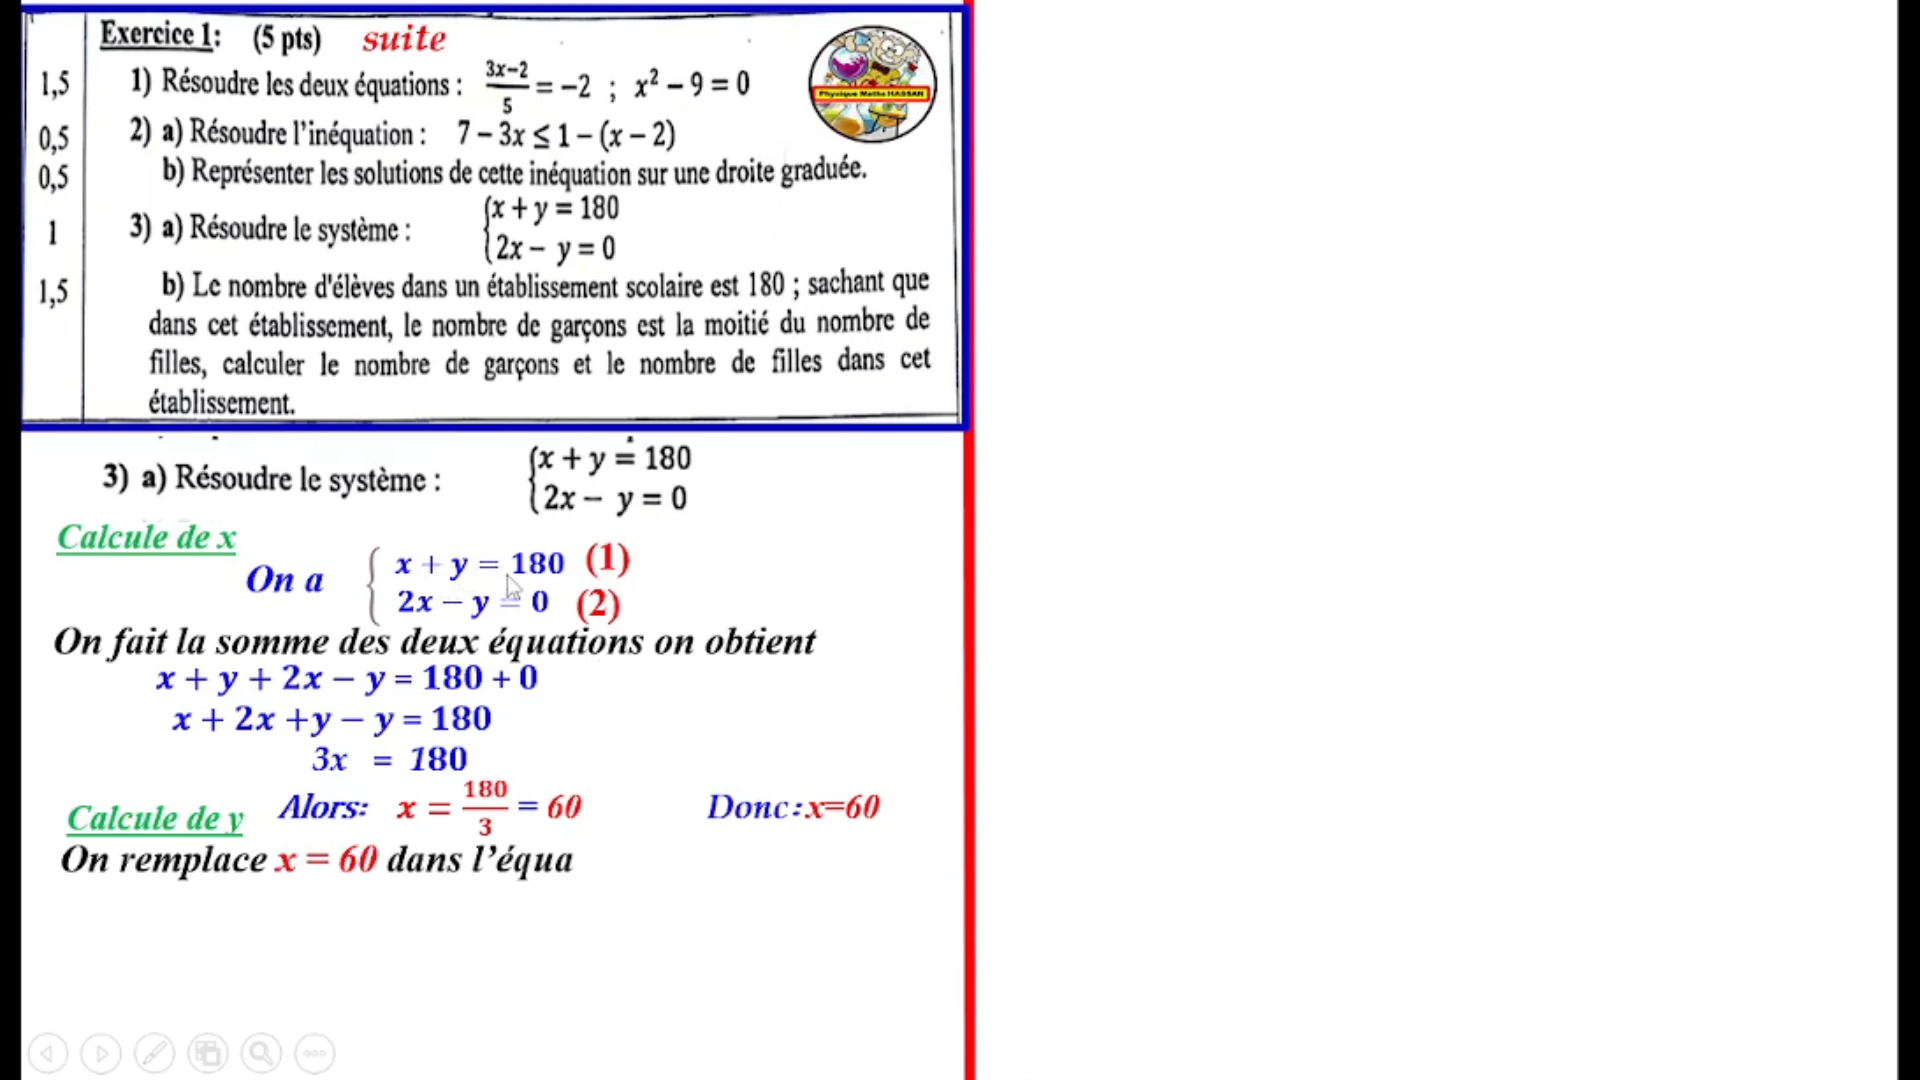 Exercice 1: (5 pts) suite
Physique Maths HASSAN
1,5 1) Résoudre les deux équations : \frac{3x-2}{5} = -2 ; x² - 9 = 0
0,5 2) a) Résoudre l'inéquation : 7 - 3x ≤ 1 - (x - 2)
0,5 b) Représenter les solutions de cette inéquation sur une droite graduée.
1 3) a) Résoudre le système : { x + y = 180
2x - y = 0
1,5 b) Le nombre d'élèves dans un établissement scolaire est 180 ; sachant que
dans cet établissement, le nombre de garçons est la moitié du nombre de
filles, calculer le nombre de garçons et le nombre de filles dans cet
établissement.
3) a) Résoudre le système : { x + y = 180
2x - y = 0
Calcule de x
On a { x + y = 180 (1)
2x - y = 0 (2)
On fait la somme des deux équations on obtient
x + y + 2x - y = 180 + 0
x + 2x +y - y = 180
3x = 180
Alors: x = \frac{180}{3} = 60 Donc:x=60
Calcule de y
On remplace x = 60 dans l'équa